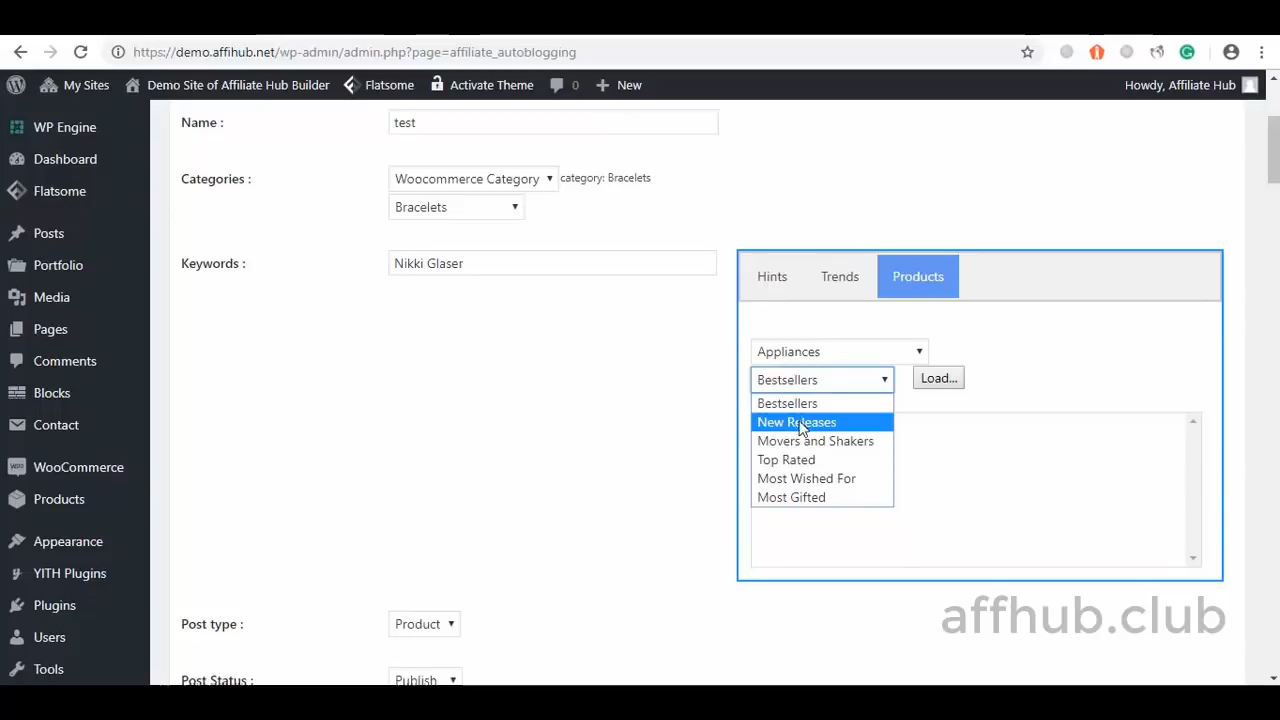 https://demo.affihub.net/wp-admin/admin.php?page=affiliate_autoblogging
My Sites
Demo Site of Affiliate Hub Builder
Flatsome
Activate Theme
0
New
Howdy, Affiliate Hub
WP Engine
Dashboard
Flatsome
Posts
Portfolio
Media
Pages
Comments
Blocks
Contact
WooCommerce
Products
Appearance
YITH Plugins
Plugins
Users
Tools
Name :
test
Categories :
Woocommerce Category
category: Bracelets
Bracelets
Keywords :
Nikki Glaser
Hints
Trends
Products
Appliances
Bestsellers
Load...
Bestsellers
New Releases
Movers and Shakers
Top Rated
Most Wished For
Most Gifted
Post type :
Product
Post Status :
Publish
affhub.club